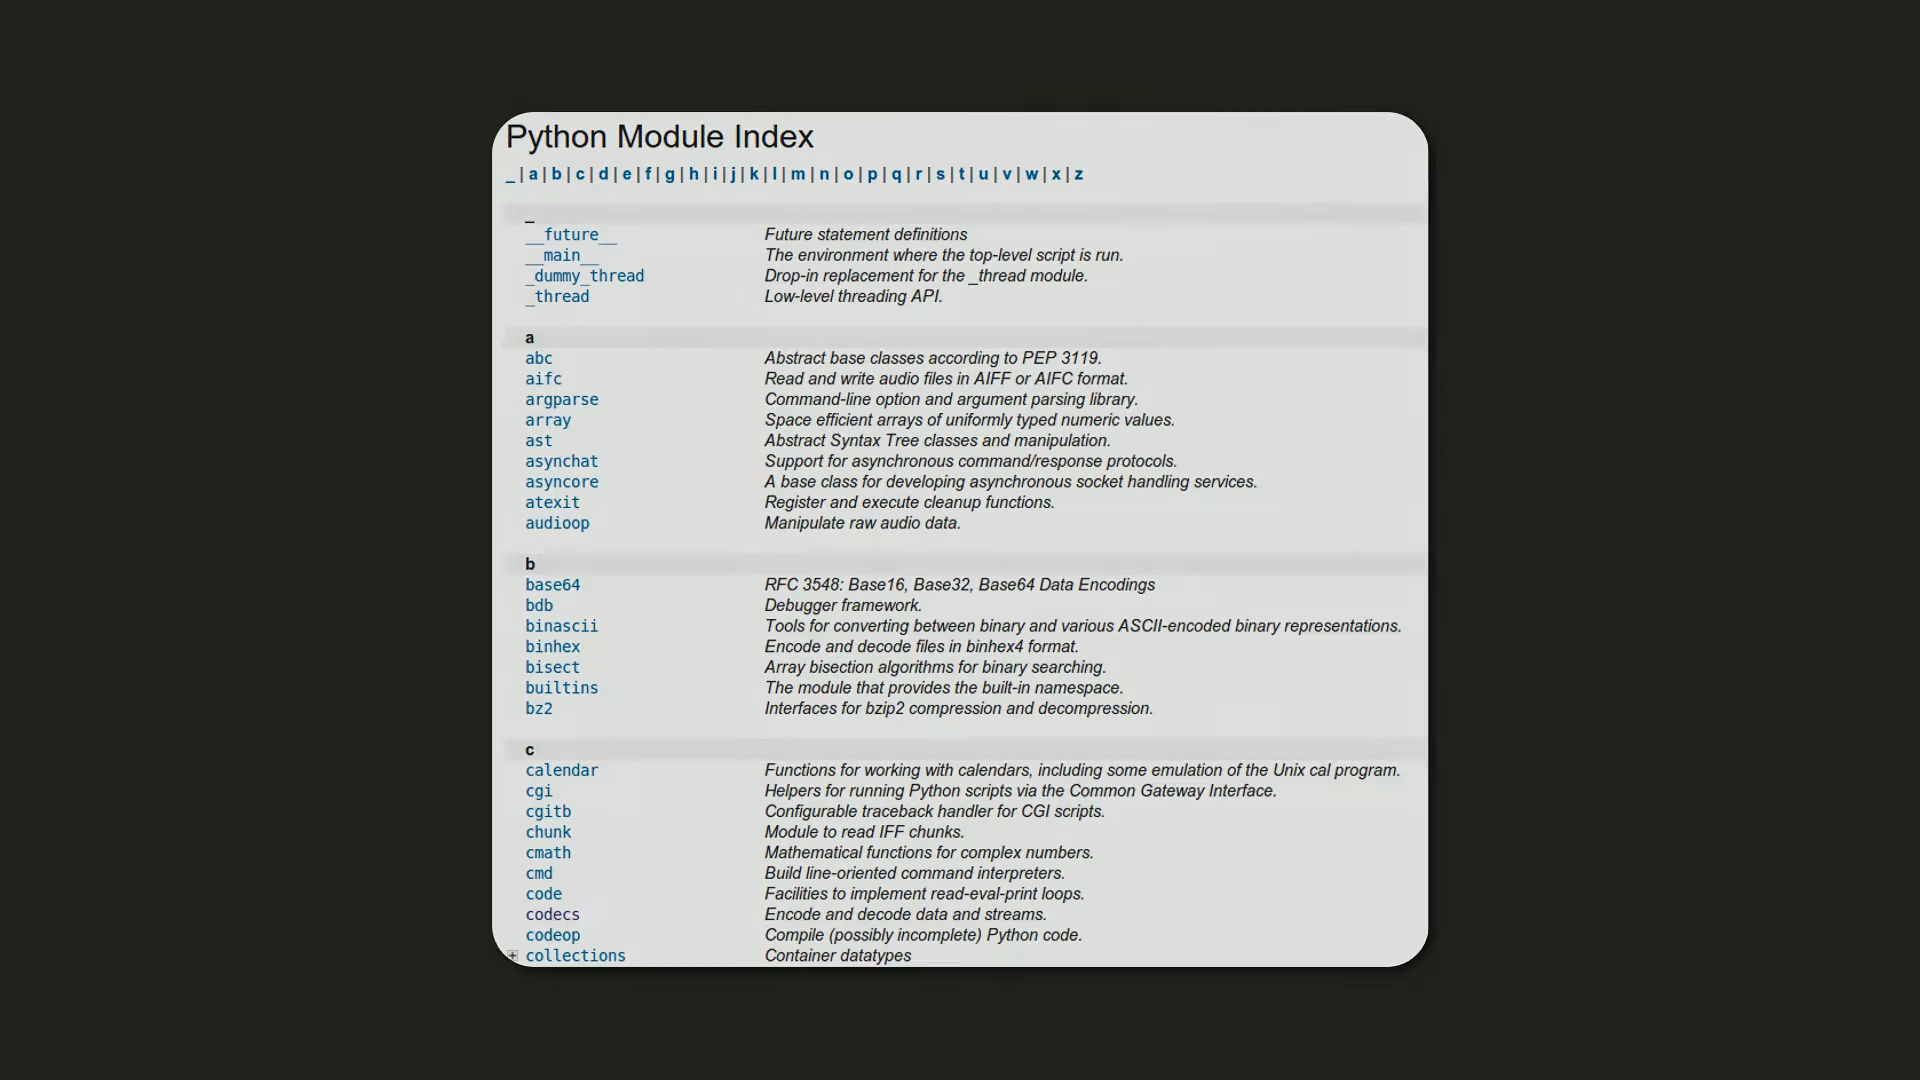 Python Module Index
_ | a | b | c | d | e | f | g | h | i | j | k | l | m | n | o | p | q | r | s | t | u | v | w | x | z
_
__future__ Future statement definitions
__main__ The environment where the top-level script is run.
_dummy_thread Drop-in replacement for the _thread module.
_thread Low-level threading API.
a
abc Abstract base classes according to PEP 3119.
aifc Read and write audio files in AIFF or AIFC format.
argparse Command-line option and argument parsing library.
array Space efficient arrays of uniformly typed numeric values.
ast Abstract Syntax Tree classes and manipulation.
asynchat Support for asynchronous command/response protocols.
asyncore A base class for developing asynchronous socket handling services.
atexit Register and execute cleanup functions.
audioop Manipulate raw audio data.
b
base64 RFC 3548: Base16, Base32, Base64 Data Encodings
bdb Debugger framework.
binascii Tools for converting between binary and various ASCII-encoded binary representations.
binhex Encode and decode files in binhex4 format.
bisect Array bisection algorithms for binary searching.
builtins The module that provides the built-in namespace.
bz2 Interfaces for bzip2 compression and decompression.
c
calendar Functions for working with calendars, including some emulation of the Unix cal program.
cgi Helpers for running Python scripts via the Common Gateway Interface.
cgitb Configurable traceback handler for CGI scripts.
chunk Module to read IFF chunks.
cmath Mathematical functions for complex numbers.
cmd Build line-oriented command interpreters.
code Facilities to implement read-eval-print loops.
codecs Encode and decode data and streams.
codeop Compile (possibly incomplete) Python code.
collections Container datatypes